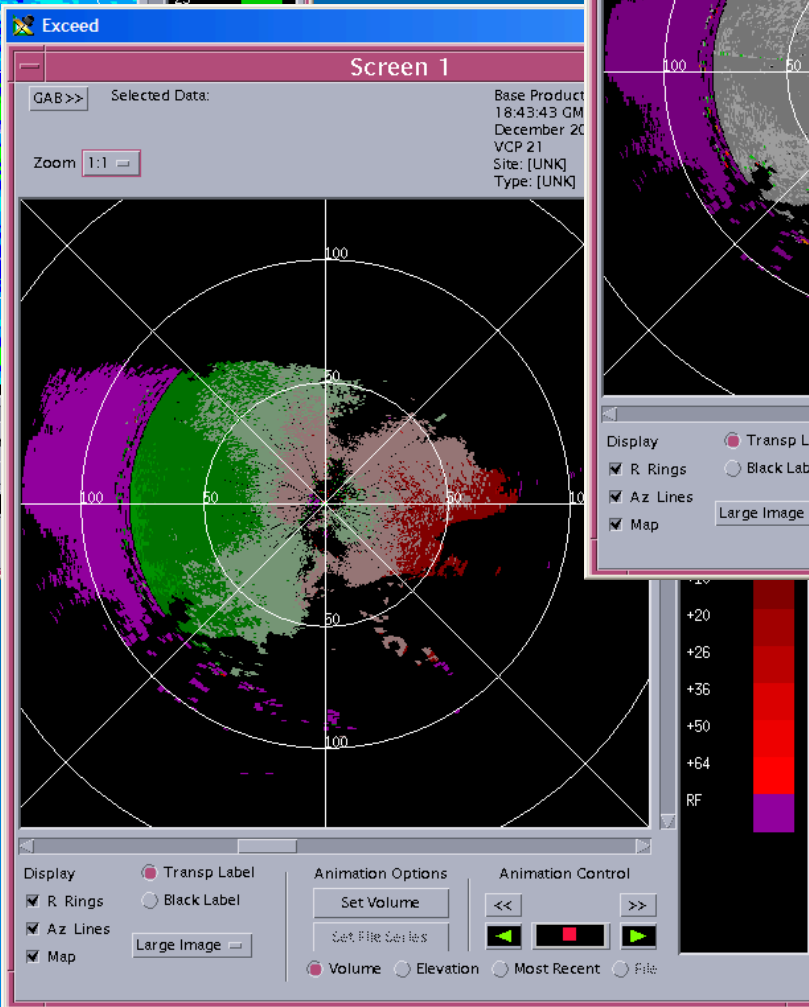 Exceed
Screen 1
GAB>>
Selected Data:
Base Product
18:43:43 GM
December 20
VCP 21
Site: [UNK]
Type: [UNK]
Zoom
1:1
100
50
100
50
50
10
50
100
100
50
Display
Transp L
R Rings
Black Lab
Az Lines
Large Image
Map
+20
+26
+36
+50
+64
RF
Display
Transp Label
R Rings
Black Label
Az Lines
Large Image
Map
Animation Options
Set Volume
Set File Series
Animation Control
<<
>>
Volume
Elevation
Most Recent
File